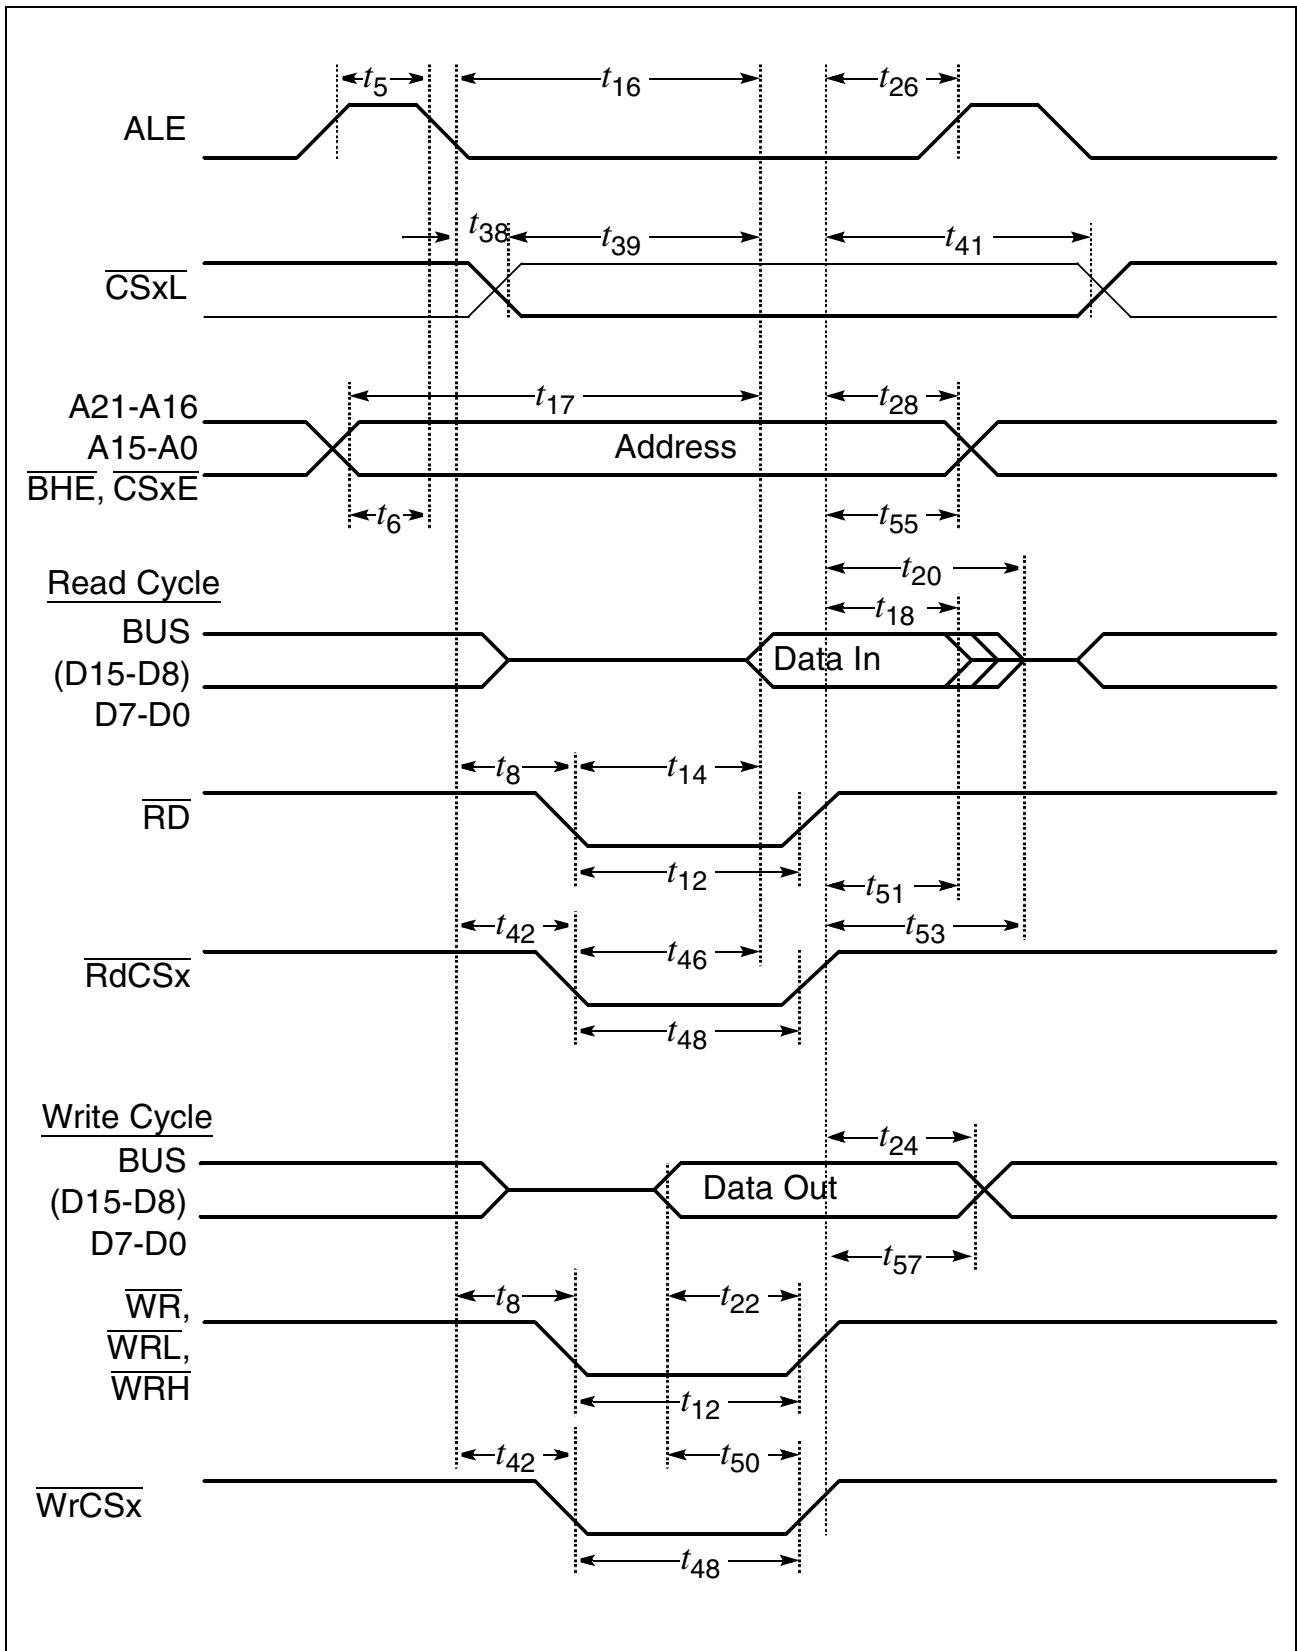 t5 t16 t26
ALE
t38 t39 t41
CSxL
t17 t28
A21-A16
A15-A0 Address
BHE, CSxE
t6 t55
t20
Read Cycle
t18
BUS
(D15-D8) Data In
D7-D0
t8 t14
RD
t12 t51
t42 t46 t53
RdCSx
t48
Write Cycle
t24
BUS
(D15-D8) Data Out
D7-D0
t57
WR, t8 t22
WRL,
WRH
t12
t42 t50
WrCSx
t48